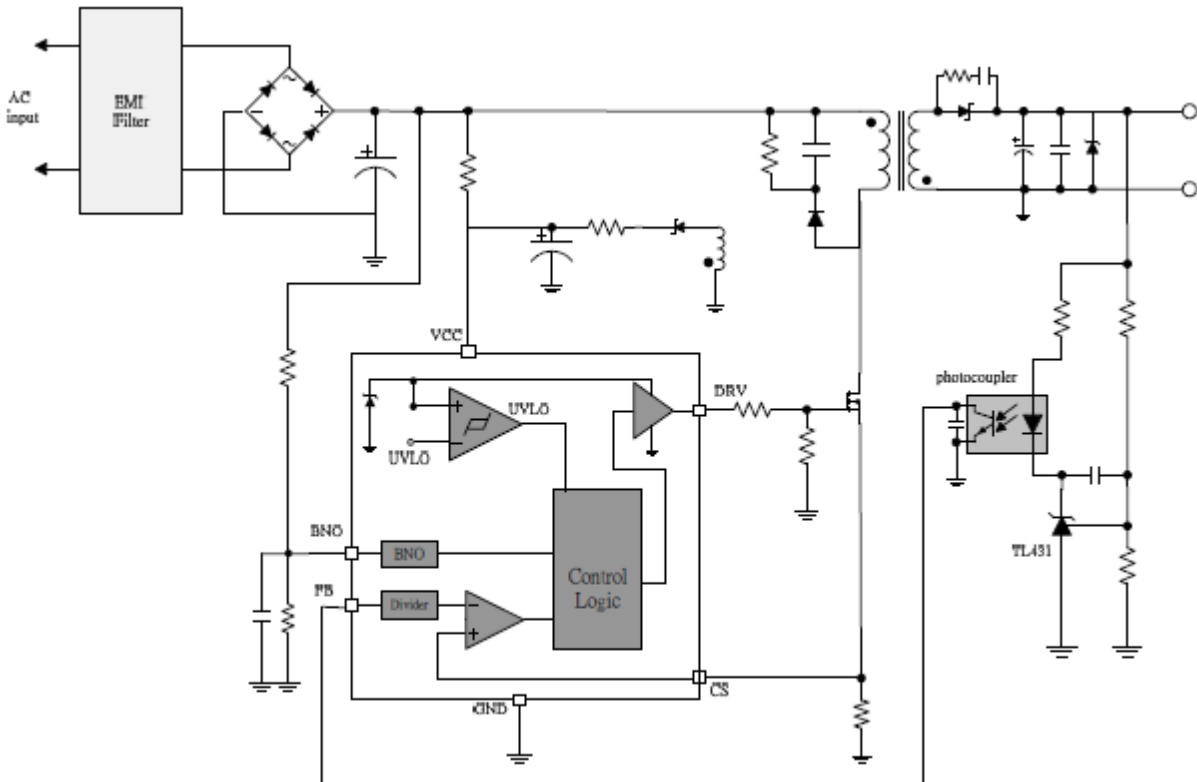 AC
input
EMI
Filter
VCC
DRV
photocoupler
UVLO
UVLO
BNO
BNO
FB
Divider
Control
Logic
TL431
CS
GND